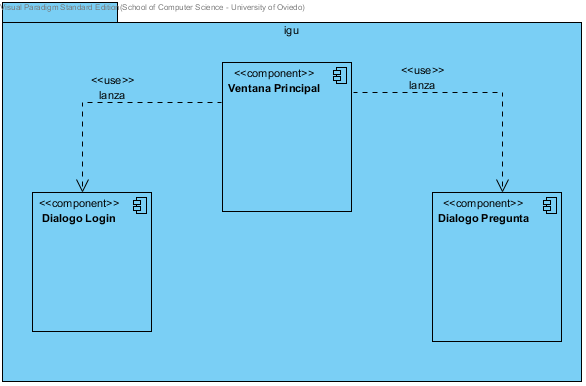 Visual Paradigm Standard Edition(School of Computer Science - University of Oviedo)
igu
<<use>>
lanza
<<component>>
Ventana Principal
<<use>>
lanza
<<component>>
Dialogo Login
<<component>>
Dialogo Pregunta